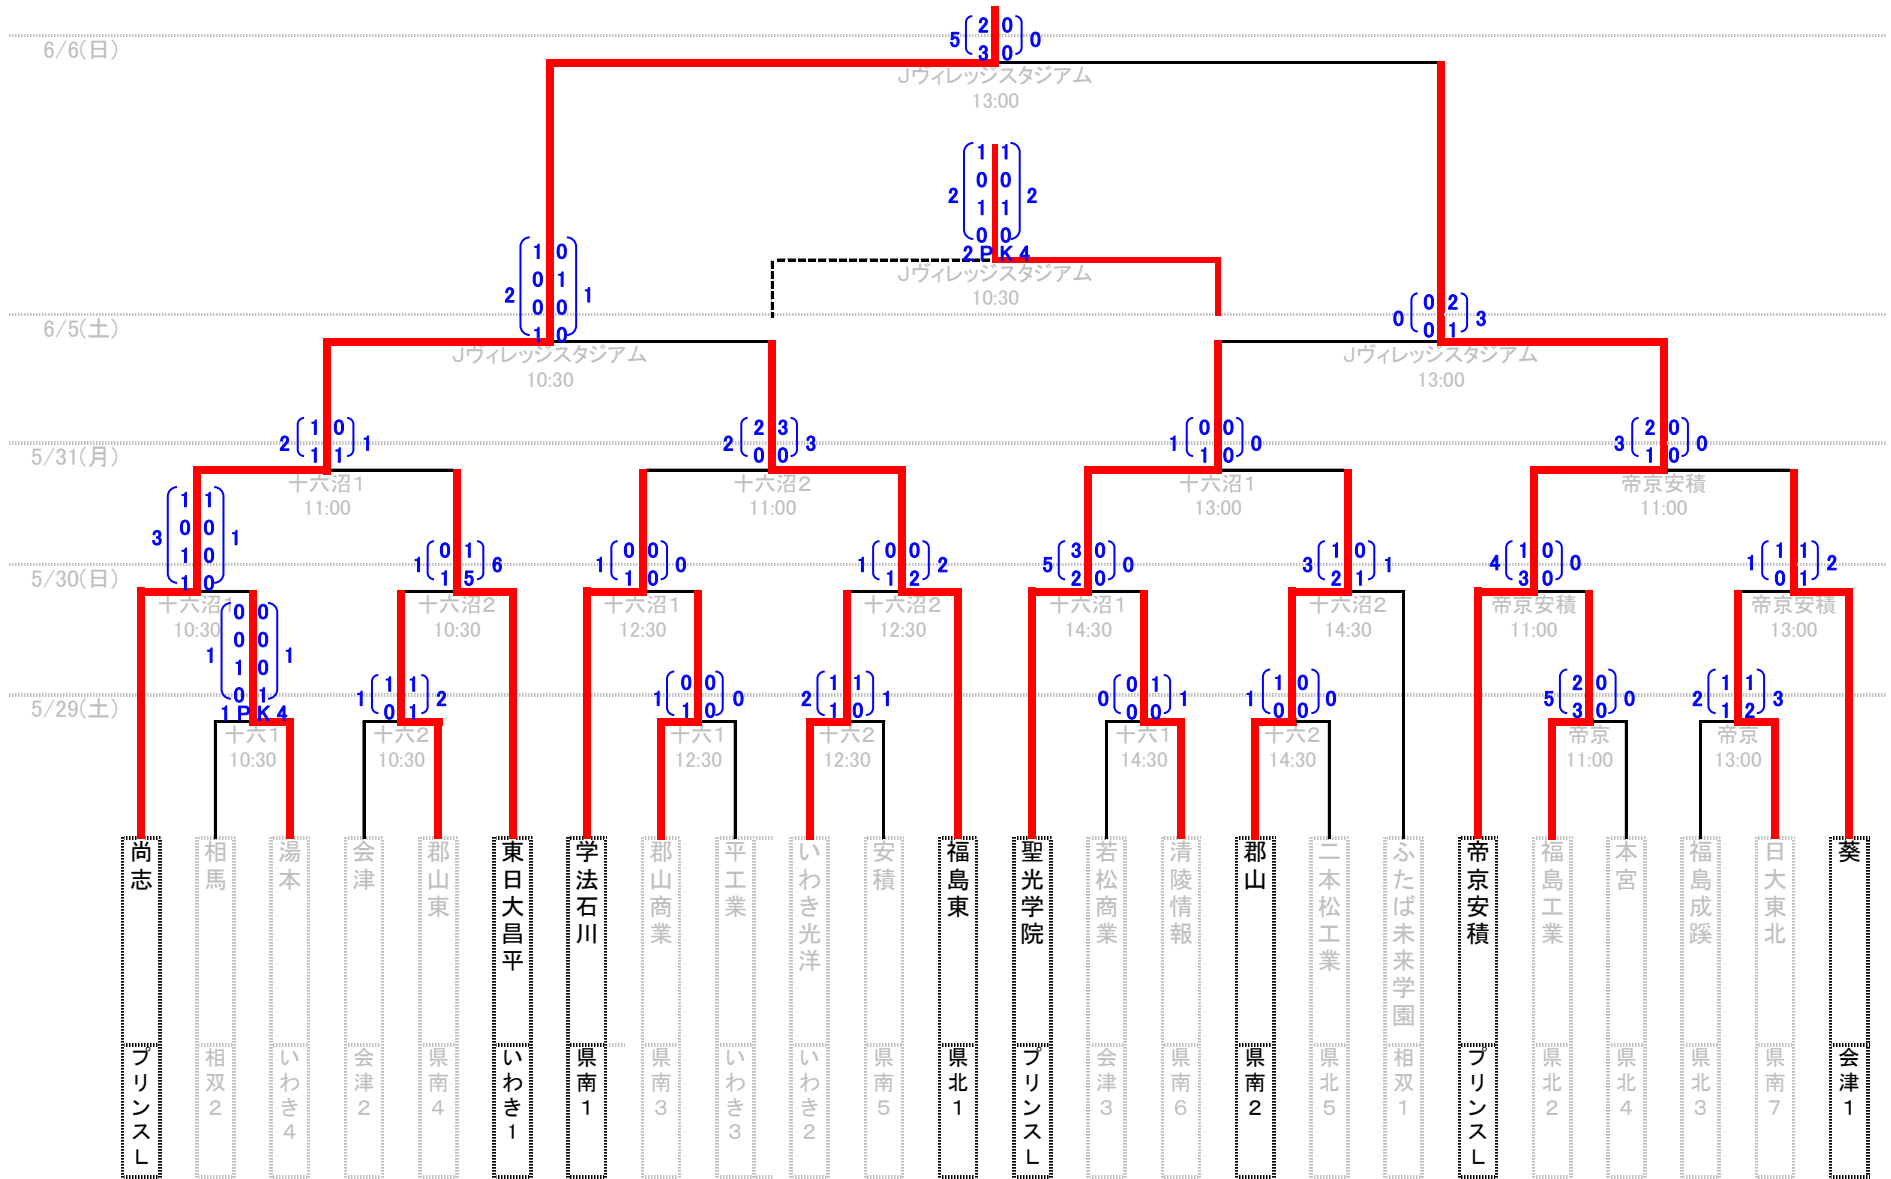 6/6(日)
5 2 0 0
3 0
Jヴィレッジスタジアム
13:00
1 1
0 0
2 1 1 2
0 0
2 P K 4
Jヴィレッジスタジアム
10:30
6/5(土)
1 0
0 1
2 0 0 1
1 0
Jヴィレッジスタジアム
10:30
0 0 2 3
0 1
Jヴィレッジスタジアム
13:00
5/31(月)
2 1 0 1
1 1
十六沼1
11:00
2 2 3 3
0 0
十六沼2
11:00
1 0 0 0
1 0
十六沼1
13:00
3 2 0 0
1 0
帝京安積
11:00
5/30(日)
1 1
0 0
3 1 0 1
1 0
十六沼1
10:30
1 0 1 6
1 5
十六沼2
10:30
1 0 0 0
1 0
十六沼1
12:30
1 0 0 2
1 2
十六沼2
12:30
5 3 0 0
2 0
十六沼1
14:30
3 1 0 1
2 1
十六沼2
14:30
4 1 0 0
3 0
帝京安積
11:00
1 1 1 2
0 1
帝京安積
13:00
5/29(土)
0 0
0 0
1 1 0 1
0 1
1 P K 4
十六1
10:30
1 1 1 2
0 1
十六2
10:30
1 0 0 0
1 0
十六1
12:30
2 1 1 1
1 0
十六2
12:30
0 0 1 1
0 0
十六1
14:30
1 1 0 0
0 0
十六2
14:30
5 2 0 0
3 0
帝京
11:00
2 1 1 3
1 2
帝京
13:00
尚志
相馬
湯本
会津
郡山東
東日大昌平
学法石川
郡山商業
平工業
いわき光洋
安積
福島東
聖光学院
若松商業
清陵情報
郡山
二本松工業
ふたば未来学園
帝京安積
福島工業
本宮
福島成蹊
日大東北
葵
プリンスL
相双2
いわき4
会津2
県南4
いわき1
県南1
県南3
いわき3
いわき2
県南5
県北1
プリンスL
会津3
県南6
県南2
県北5
相双1
プリンスL
県北2
県北4
県北3
県南7
会津1